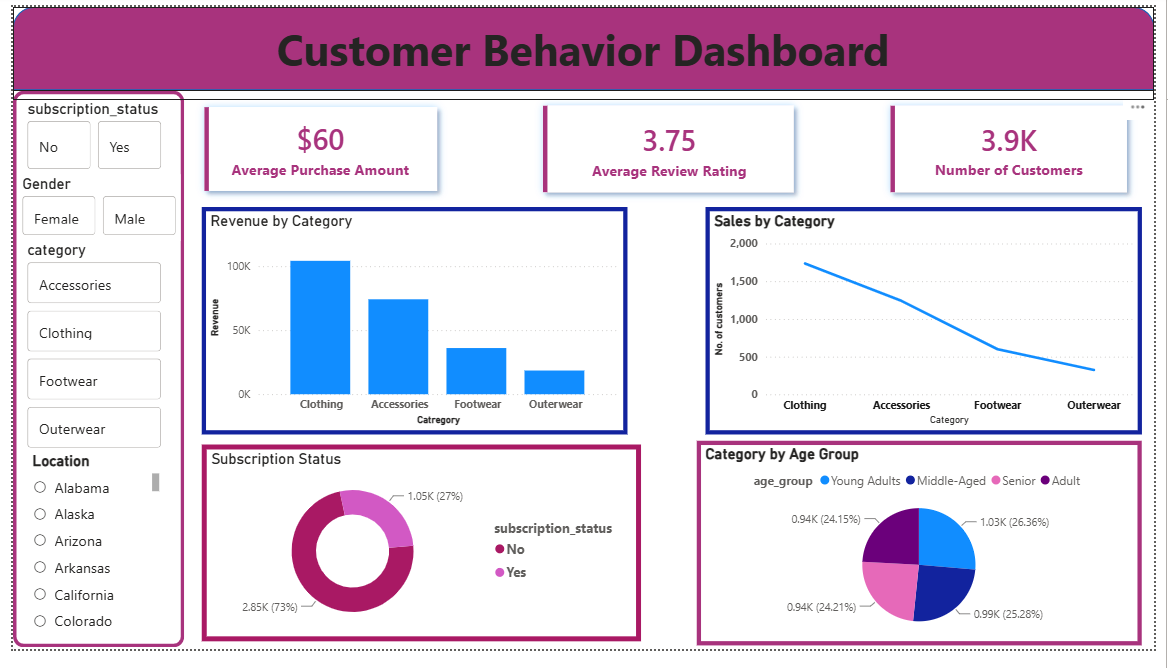 Customer Behavior Dashboard
subscription_status
No
Yes
Gender
Female
Male
category
Accessories
Clothing
Footwear
Outerwear
Location
Alabama
Alaska
Arizona
Arkansas
California
Colorado
$60
Average Purchase Amount
3.75
Average Review Rating
3.9K
Number of Customers
Revenue by Category
Revenue
100K
50K
0K
Clothing
Accessories
Footwear
Outerwear
Catregory
Sales by Category
No. of customers
2,000
1,500
1,000
500
0
Clothing
Accessories
Footwear
Outerwear
Category
Subscription Status
1.05K (27%)
2.85K (73%)
subscription_status
No
Yes
Category by Age Group
age_group Young Adults Middle-Aged Senior Adult
0.94K (24.15%)
1.03K (26.36%)
0.94K (24.21%)
0.99K (25.28%)